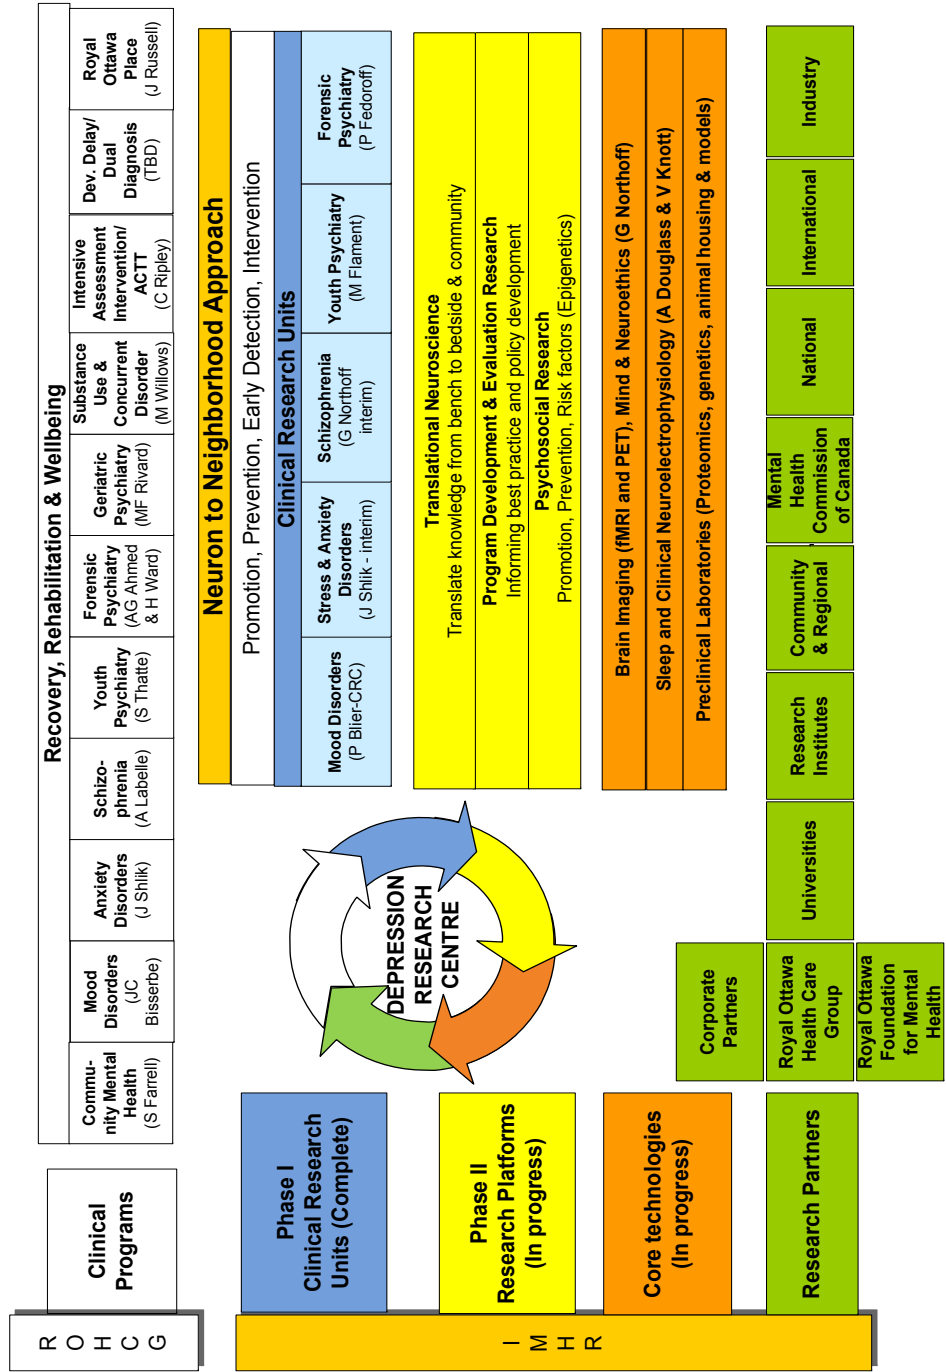 R
O
H
C
G
Clinical
Programs
Recovery, Rehabilitation & Wellbeing
Commu-
nity Mental
Health
(S Farrell)
Mood
Disorders
(JC
Bisserbe)
Anxiety
Disorders
(J Shlik)
Schizo-
phrenia
(A Labelle)
Youth
Psychiatry
(S Thatte)
Forensic
Psychiatry
(AG Ahmed
& H Ward)
Geriatric
Psychiatry
(MF Rivard)
Substance
Use &
Concurrent
Disorder
(M Willows)
Intensive
Assessment
Intervention/
ACTT
(C Ripley)
Dev. Delay/
Dual
Diagnosis
(TBD)
Royal
Ottawa
Place
(J Russell)
I
M
H
R
Phase I
Clinical Research
Units (Complete)
Phase II
Research Platforms
(In progress)
Core technologies
(In progress)
Research Partners
DEPRESSION
RESEARCH
CENTRE
Neuron to Neighborhood Approach
Promotion, Prevention, Early Detection, Intervention
Clinical Research Units
Mood Disorders
(P Blier-CRC)
Stress & Anxiety
Disorders
(J Shlik - interim)
Schizophrenia
(G Northoff
interim)
Youth Psychiatry
(M Flament)
Forensic
Psychiatry
(P Fedoroff)
Translational Neuroscience
Translate knowledge from bench to bedside & community
Program Development & Evaluation Research
Informing best practice and policy development
Psychosocial Research
Promotion, Prevention, Risk factors (Epigenetics)
Brain Imaging (fMRI and PET), Mind & Neuroethics (G Northoff)
Sleep and Clinical Neuroelectrophysiology (A Douglass & V Knott)
Preclinical Laboratories (Proteomics, genetics, animal housing & models)
Corporate
Partners
Royal Ottawa
Health Care
Group
Royal Ottawa
Foundation
for Mental
Health
Universities
Research
Institutes
Community
& Regional
Mental
Health
Commission
of Canada
National
International
Industry